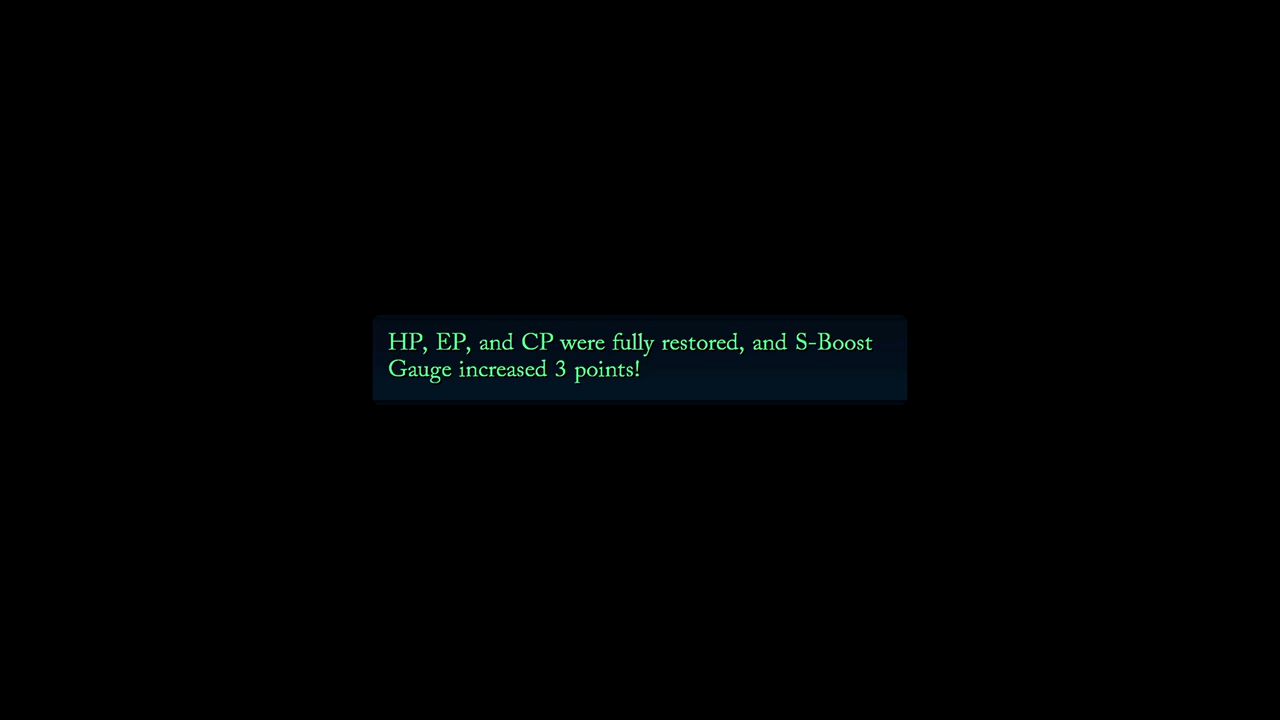 HP, EP, and CP were fully restored, and S-Boost
Gauge increased 3 points!